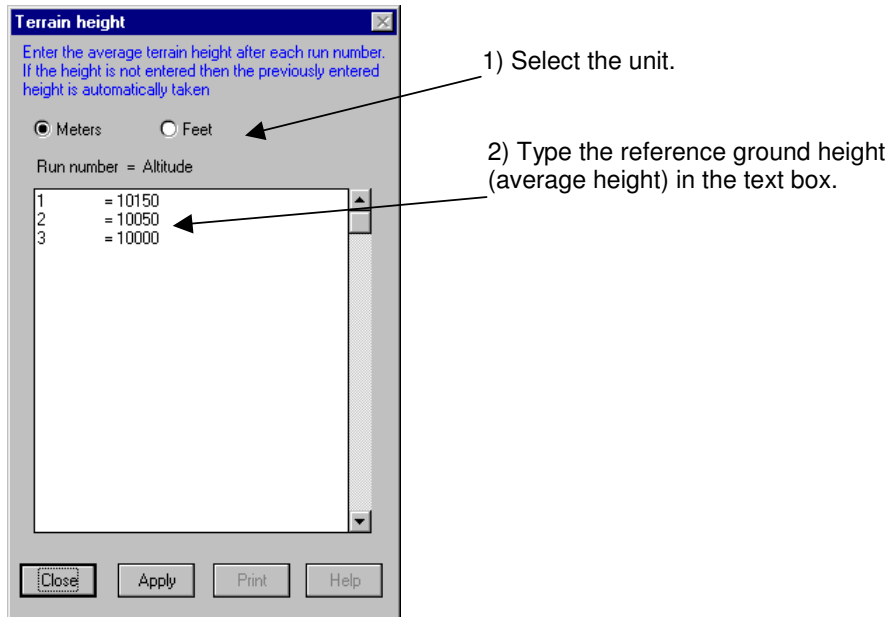 Terrain height
Enter the average terrain height after each run number.
If the height is not entered then the previously entered
height is automatically taken
Meters Feet
Run number = Altitude
1 = 10150
2 = 10050
3 = 10000
Close Apply Print Help
1) Select the unit.
2) Type the reference ground height
(average height) in the text box.